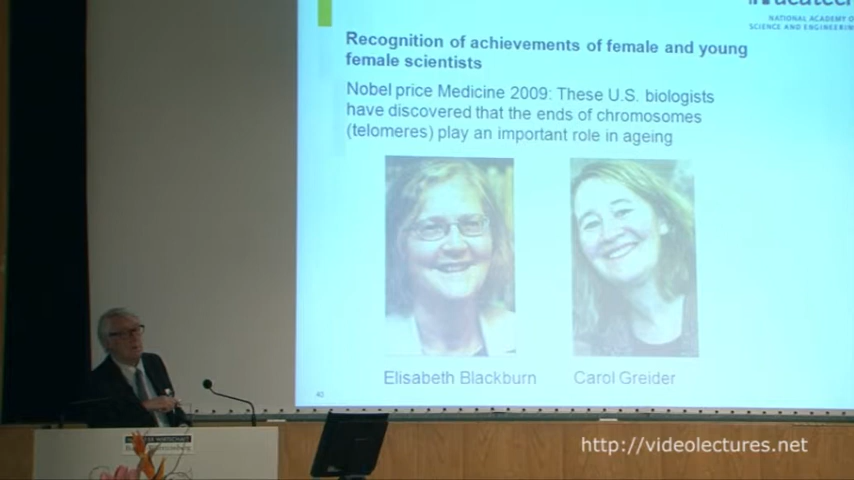 NATIONAL ACADEMY O
SCIENCE AND ENGINEERING
Recognition of achievements of female and young
female scientists
Nobel price Medicine 2009: These U.S. biologists
have discovered that the ends of chromosomes
(telomeres) play an important role in ageing
Elisabeth Blackburn
Carol Greider
http://videolectures.net